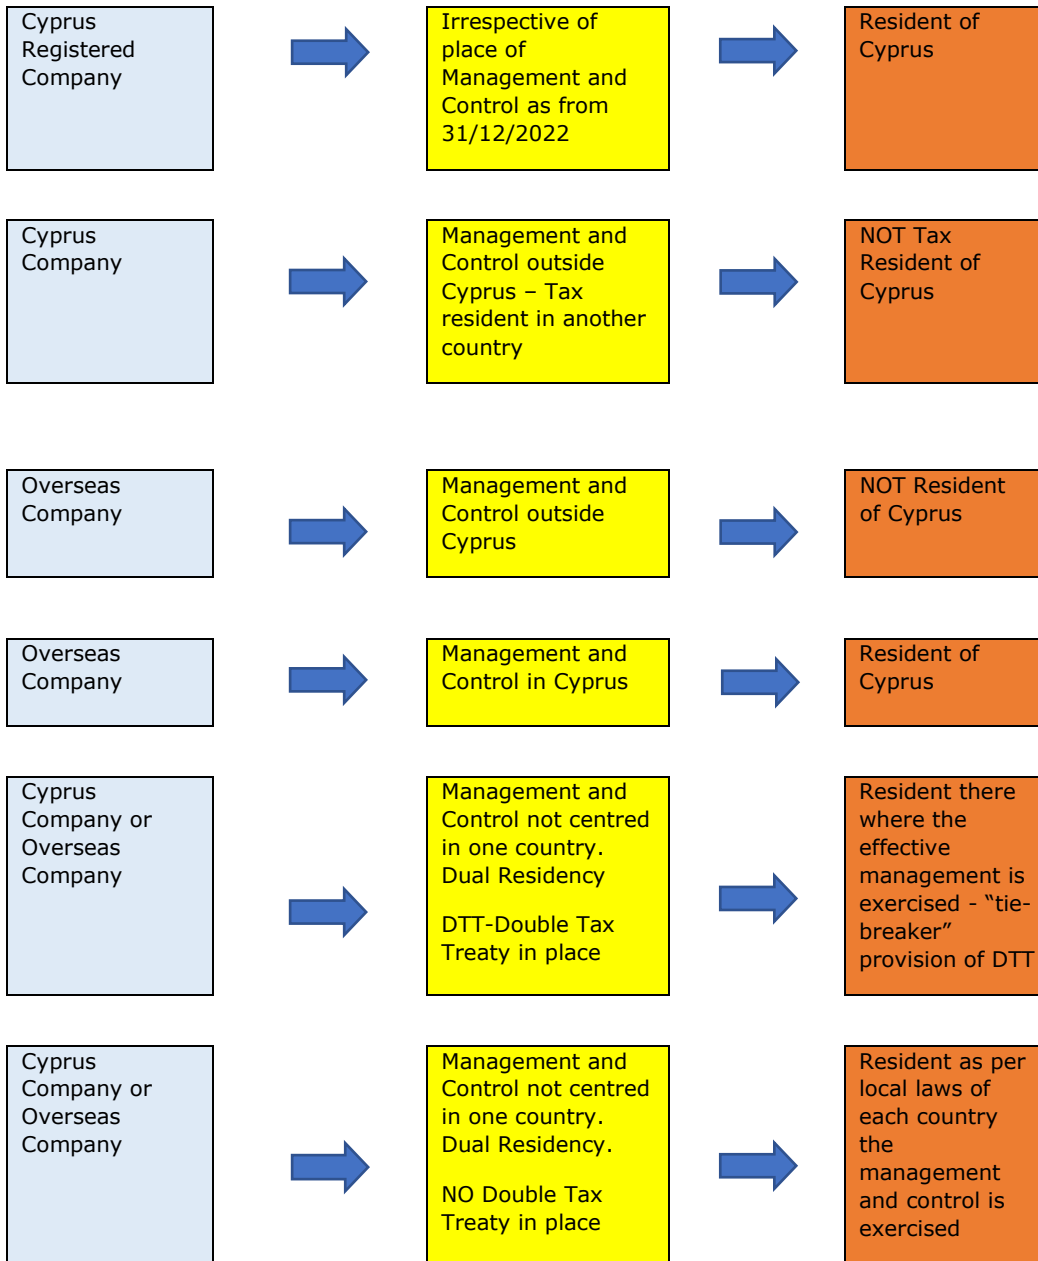 Cyprus
Registered
Company
Irrespective of
place of
Management and
Control as from
31/12/2022
Resident of
Cyprus
Cyprus
Company
Management and
Control outside
Cyprus – Tax
resident in another
country
NOT Tax
Resident of
Cyprus
Overseas
Company
Management and
Control outside
Cyprus
NOT Resident
of Cyprus
Overseas
Company
Management and
Control in Cyprus
Resident of
Cyprus
Cyprus
Company or
Overseas
Company
Management and
Control not centred
in one country.
Dual Residency
DTT-Double Tax
Treaty in place
Resident there
where the
effective
management is
exercised - “tie-
breaker”
provision of DTT
Cyprus
Company or
Overseas
Company
Management and
Control not centred
in one country.
Dual Residency.
NO Double Tax
Treaty in place
Resident as per
local laws of
each country
the
management
and control is
exercised